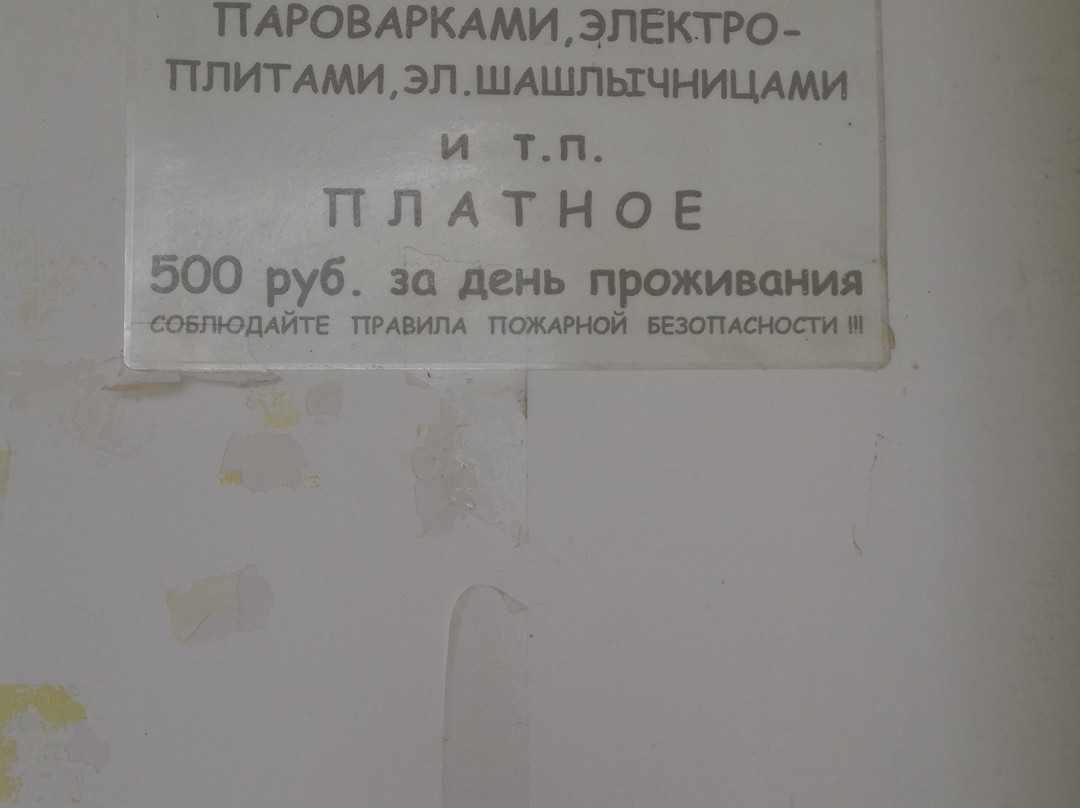 ПАРОВАРКАМИ,ЭЛЕКТРО-
ПЛИТАМИ,ЭЛ.ШАШЛЫЧНИЦАМИ
и т.п.
П Л А Т Н О Е
500 руб. за день проживания
СОБЛЮДАЙТЕ ПРАВИЛА ПОЖАРНОЙ БЕЗОПАСНОСТИ !!!